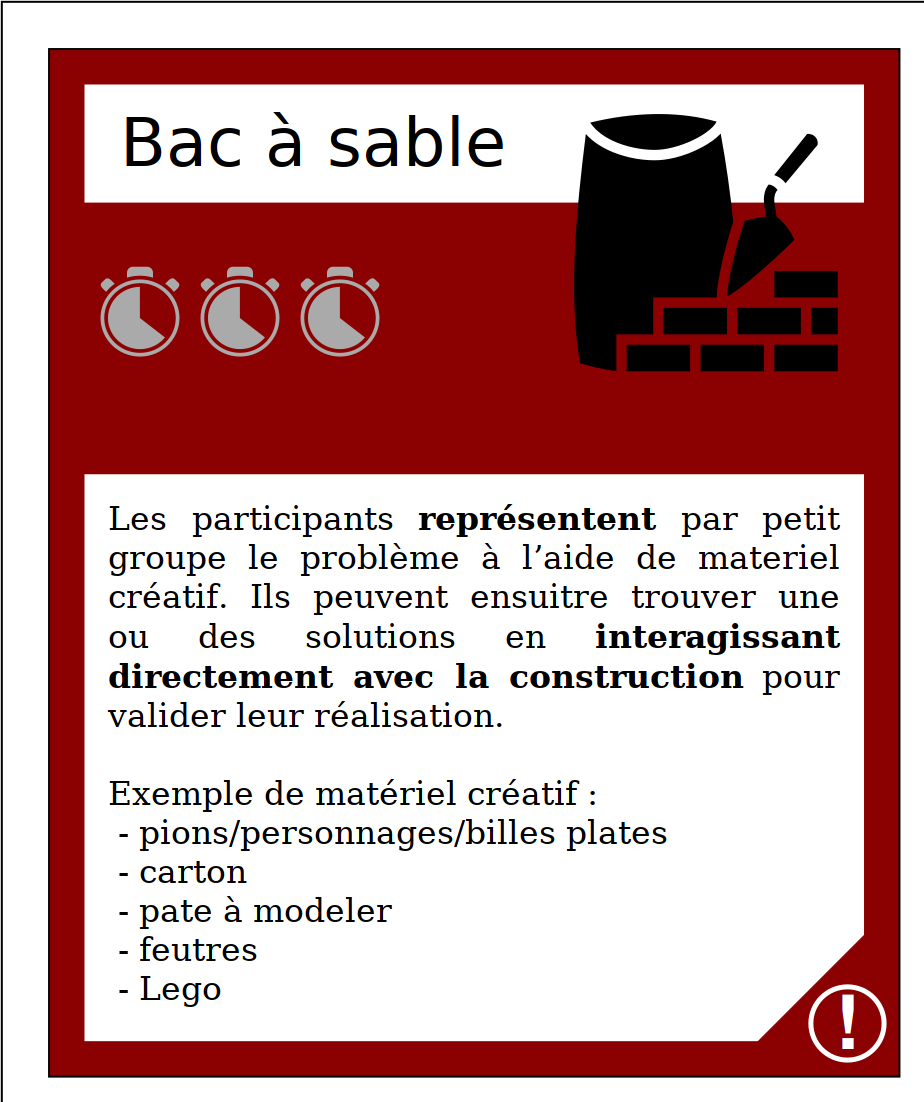 Bac à sable
Les participants représentent par petit
groupe le problème à l’aide de materiel
créatif. Ils peuvent ensuitre trouver une
ou des solutions en interagissant
directement avec la construction pour
valider leur réalisation.
Exemple de matériel créatif :
- pions/personnages/billes plates
- carton
- pate à modeler
- feutres
- Lego
!